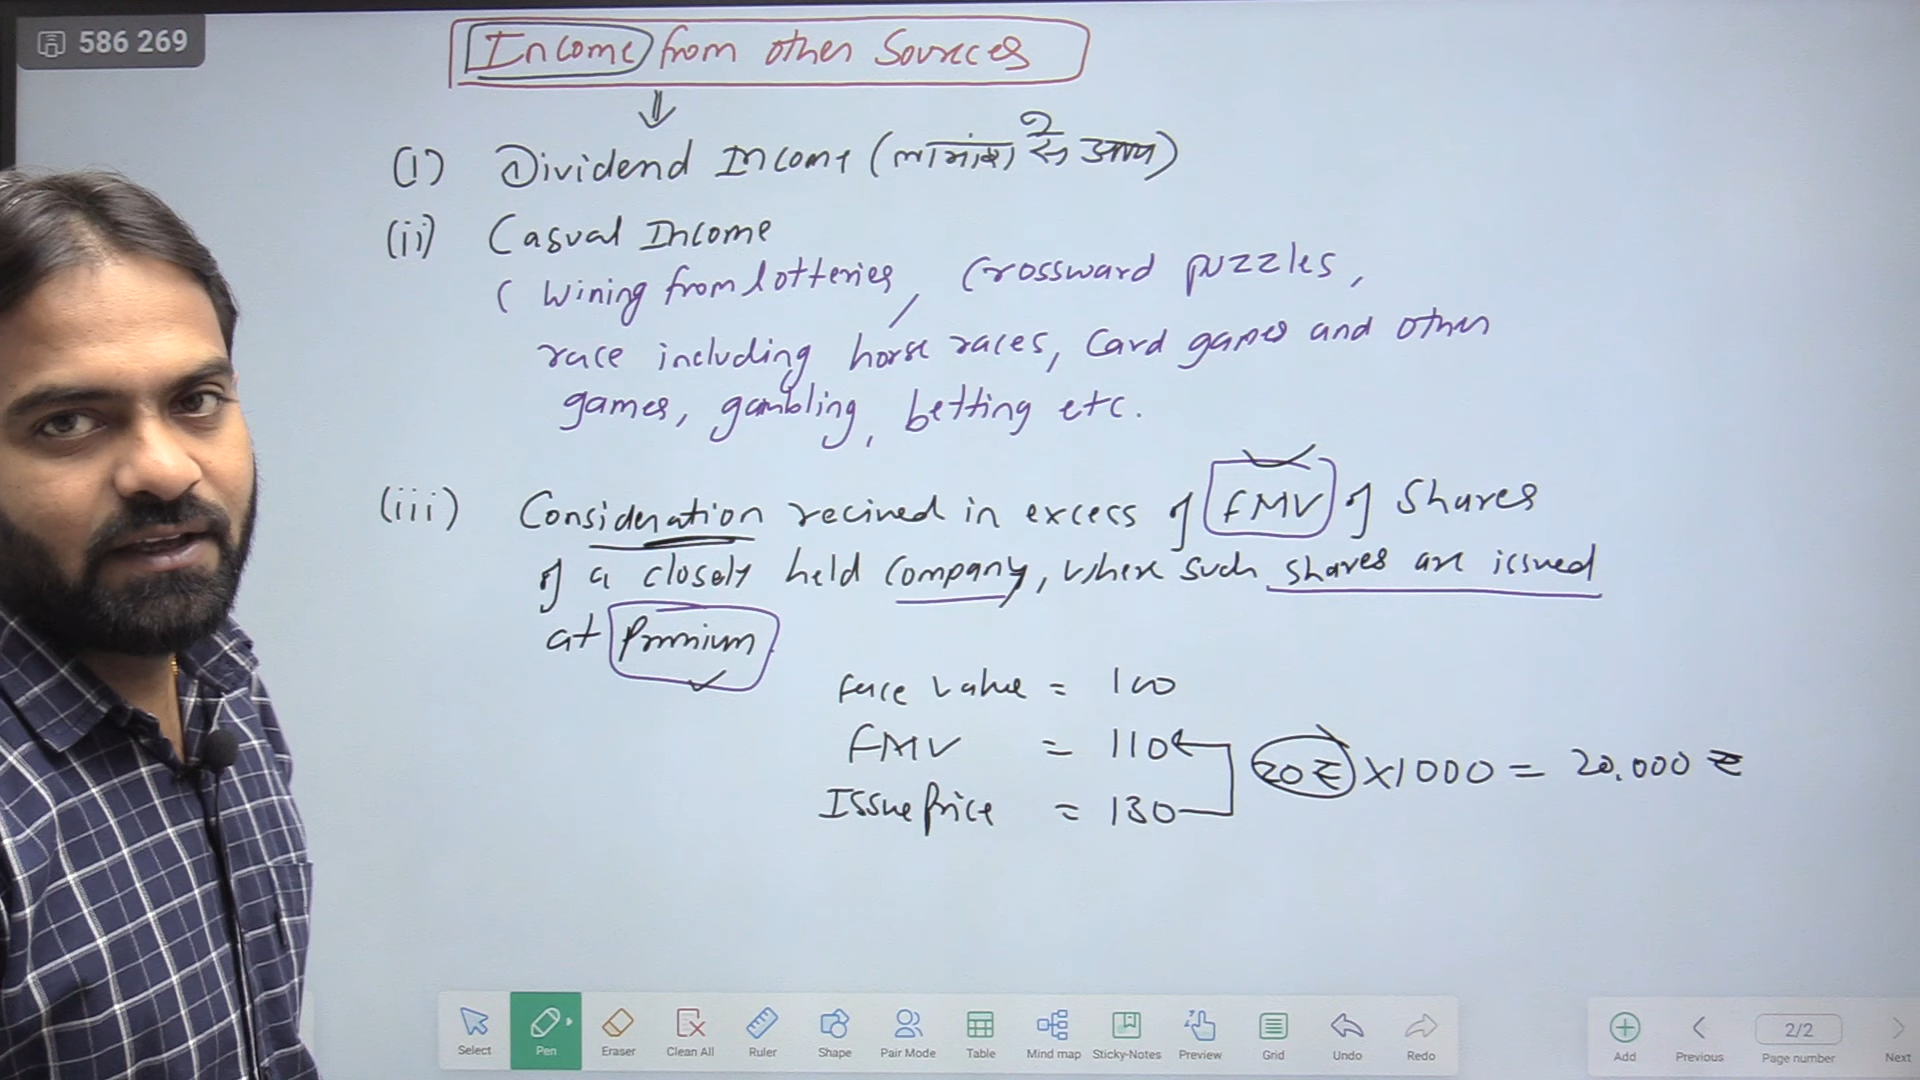 586 269
Income from other Sources
(i) Dividend Income (लाभांश से आय)
2
(ii) Casual Income
( Wining from lotteries, Crossward puzzles,
race including horse races, Card games and other
games, gambling, betting etc.
(iii) Consideration recived in excess of FMV of Shares
of a closely held Company, where such shares are issued
at Premium
face value = 100
FMV = 110
20 ₹ X1000 = 20,000 ₹
Issue Price = 130
Select Pen Eraser Clean All Ruler Shape Pair Mode Table Mind map Sticky-Notes Preview Grid Undo Redo Add Previous 2/2 Page number Next